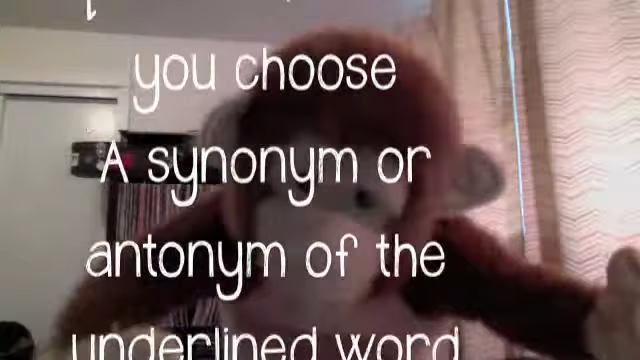 you choose
A synonym or
antonym of the
underlined word